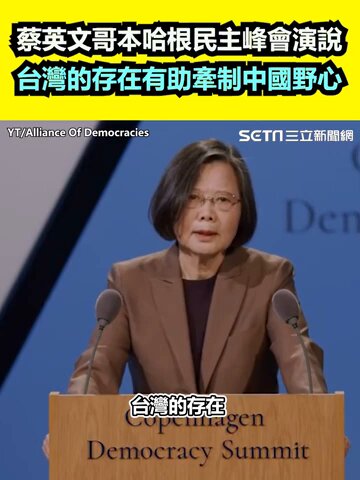 蔡英文哥本哈根民主峰會演說
台灣的存在有助牽制中國野心
YT/Alliance Of Democracies
SETN三立新聞網
Democracy Summit
台灣的存在
Copenhagen
Democracy Summit